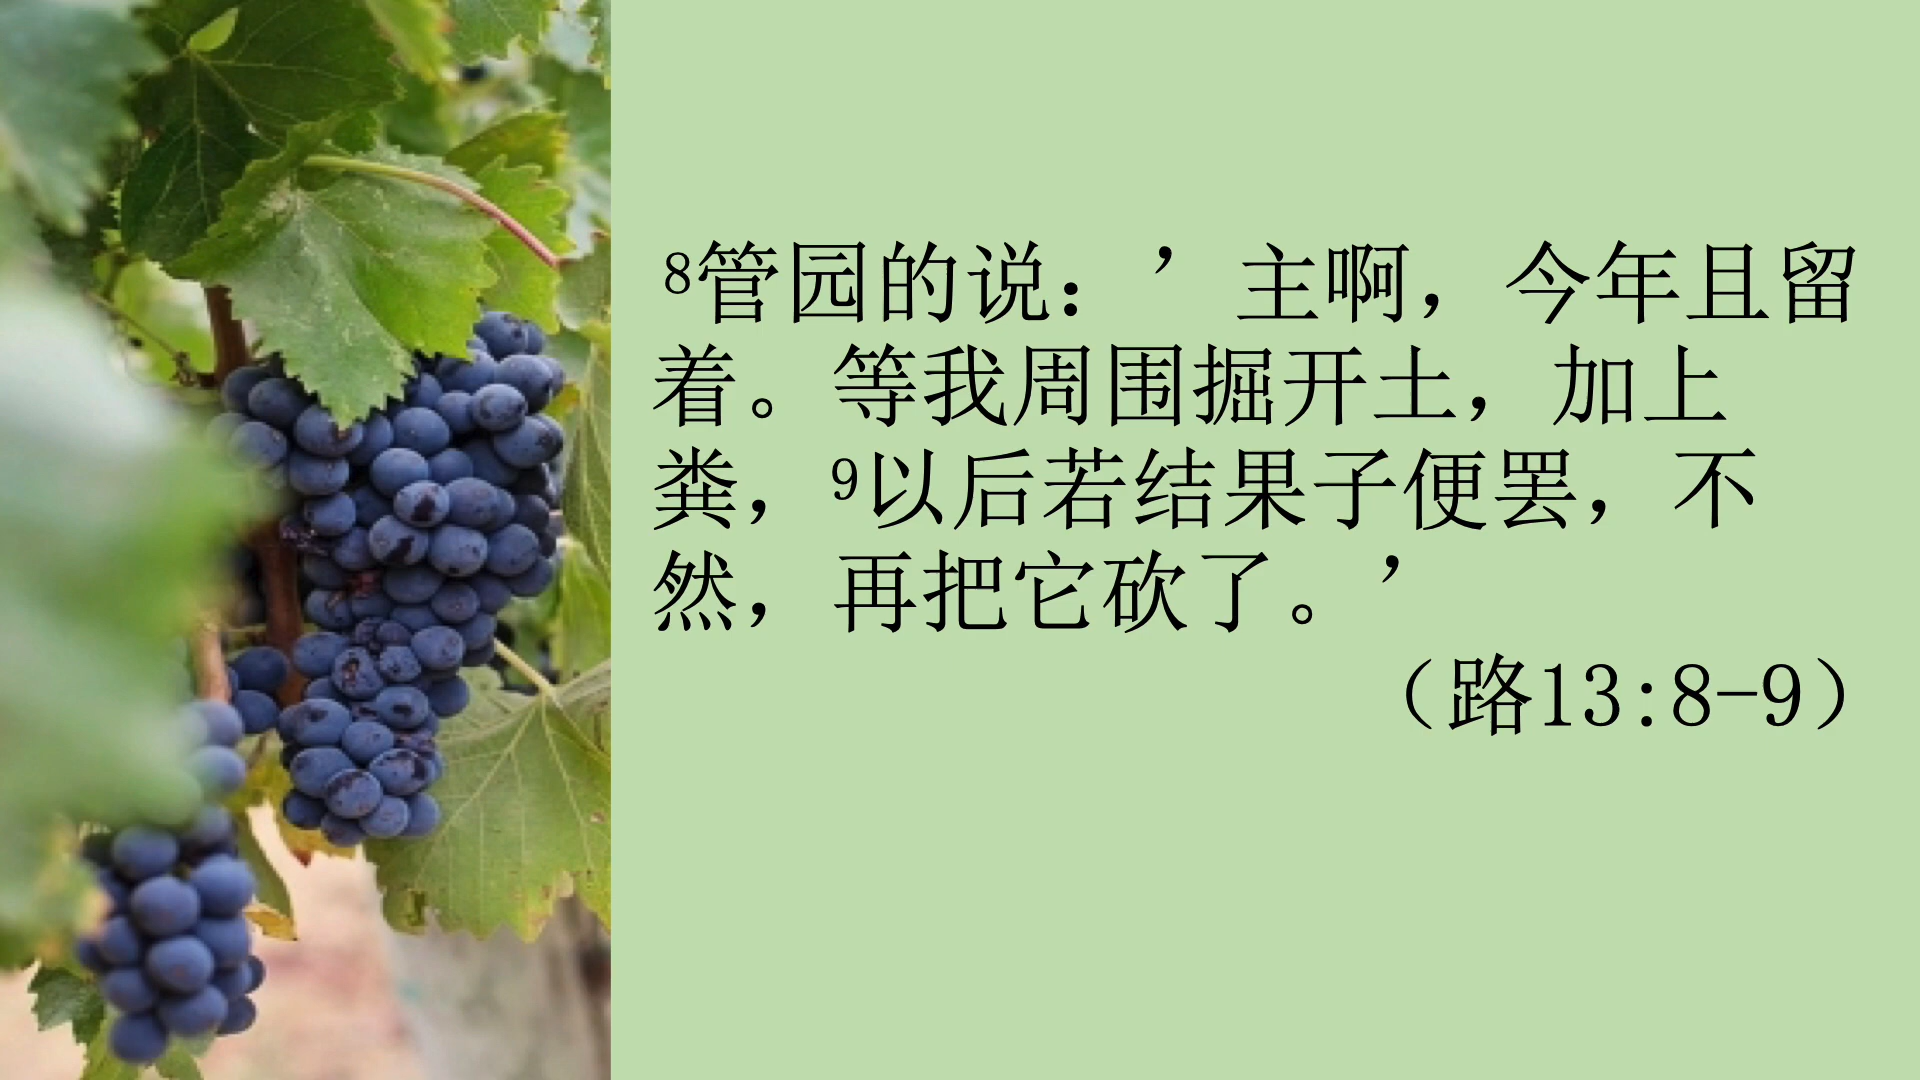 8管园的说：’主啊，今年且留
着。等我周围掘开土，加上
粪，9以后若结果子便罢，不
然，再把它砍了。’
（路13:8-9）